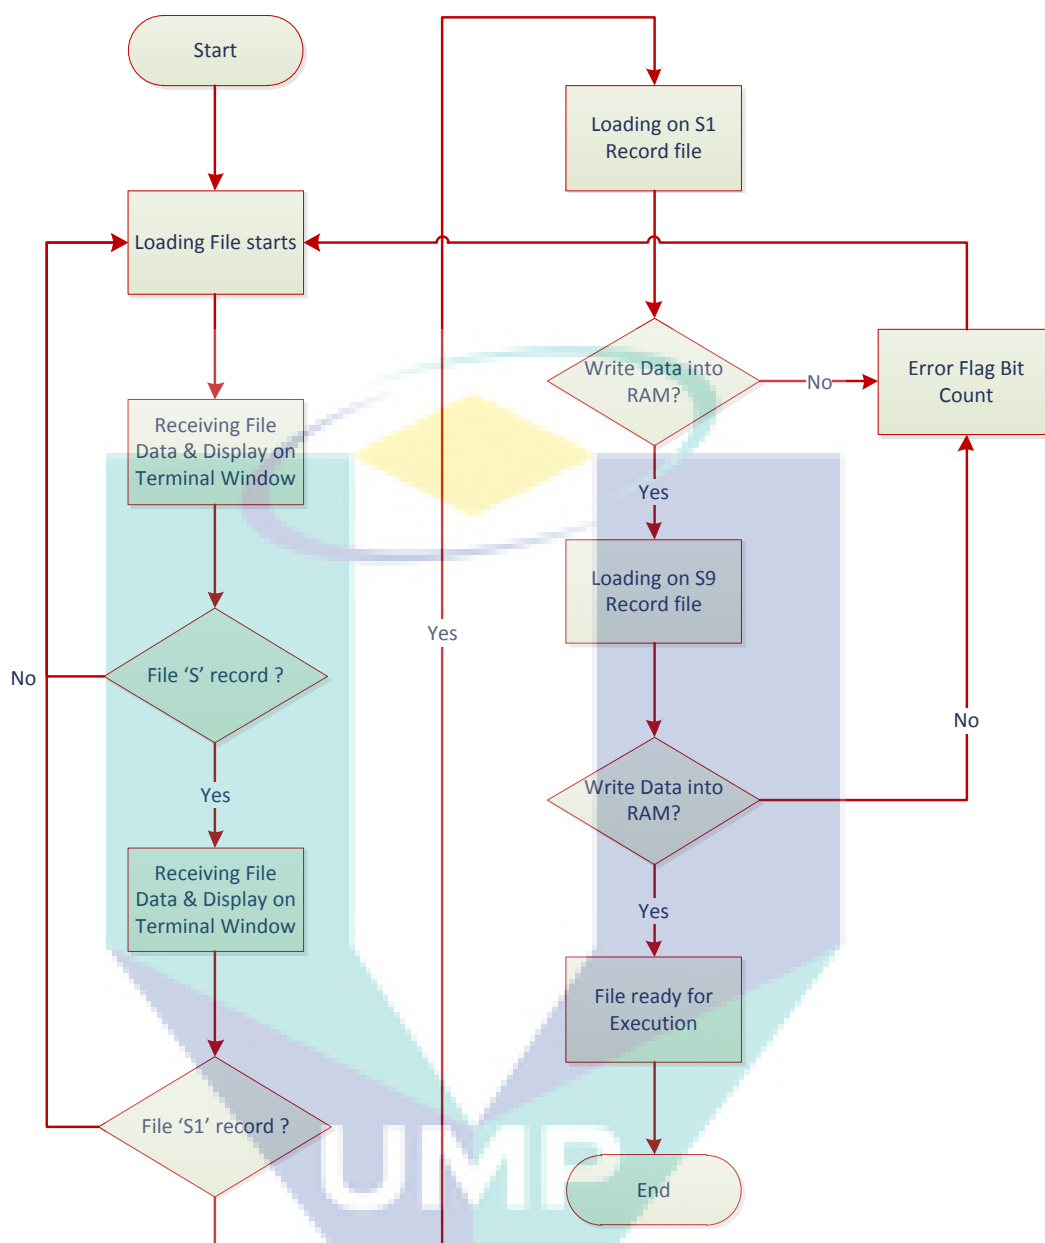 Start
Loading File starts
Receiving File
Data & Display on
Terminal Window
File ‘S’ record ?
No
Yes
Receiving File
Data & Display on
Terminal Window
File ‘S1’ record ?
Yes
Loading on S1
Record file
Write Data into
RAM?
No
Error Flag Bit
Count
Yes
Loading on S9
Record file
Write Data into
RAM?
No
Yes
File ready for
Execution
End
UMP